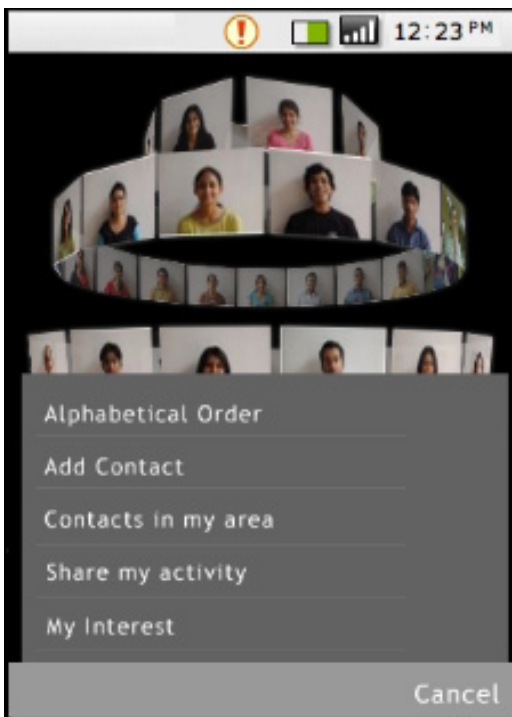 12:23 PM
Alphabetical Order
Add Contact
Contacts in my area
Share my activity
My Interest
Cancel